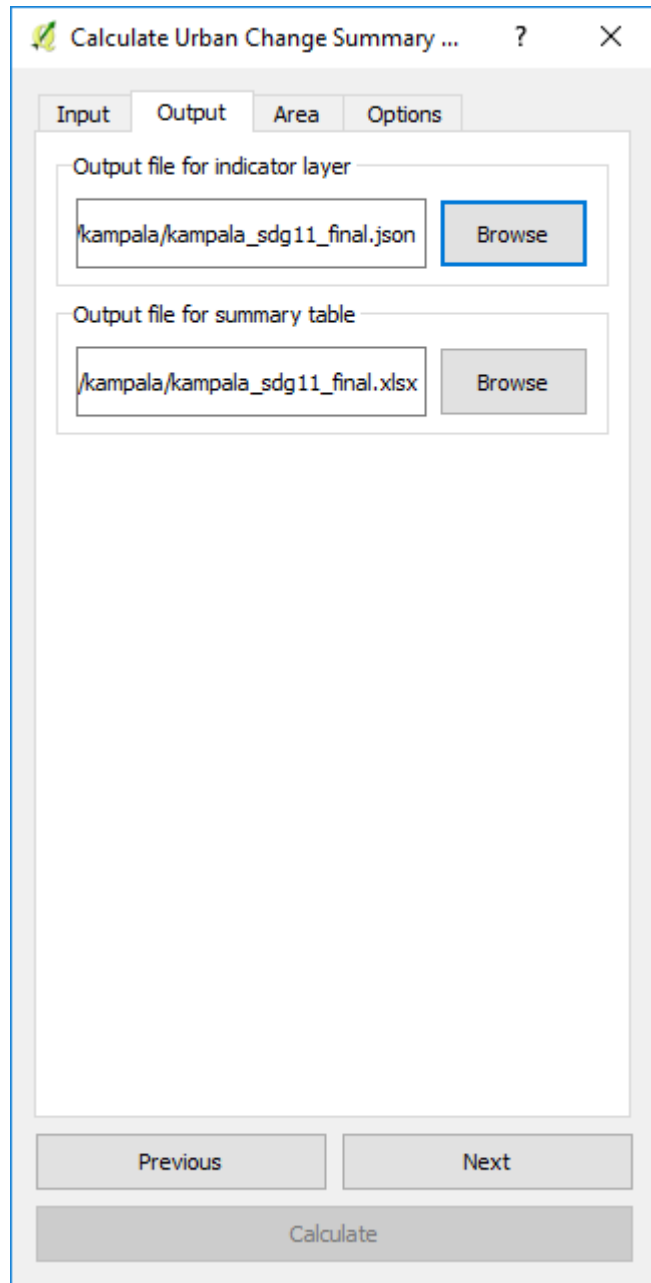 Calculate Urban Change Summary ... ?
Input Output Area Options
Output file for indicator layer
/kampala/kampala_sdg11_final.json Browse
Output file for summary table
/kampala/kampala_sdg11_final.xlsx Browse
Previous Next
Calculate